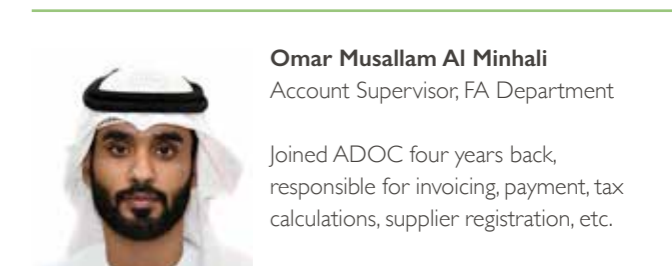 Omar Musallam Al Minhali
Account Supervisor, FA Department
Joined ADOC four years back,
responsible for invoicing, payment, tax
calculations, supplier registration, etc.